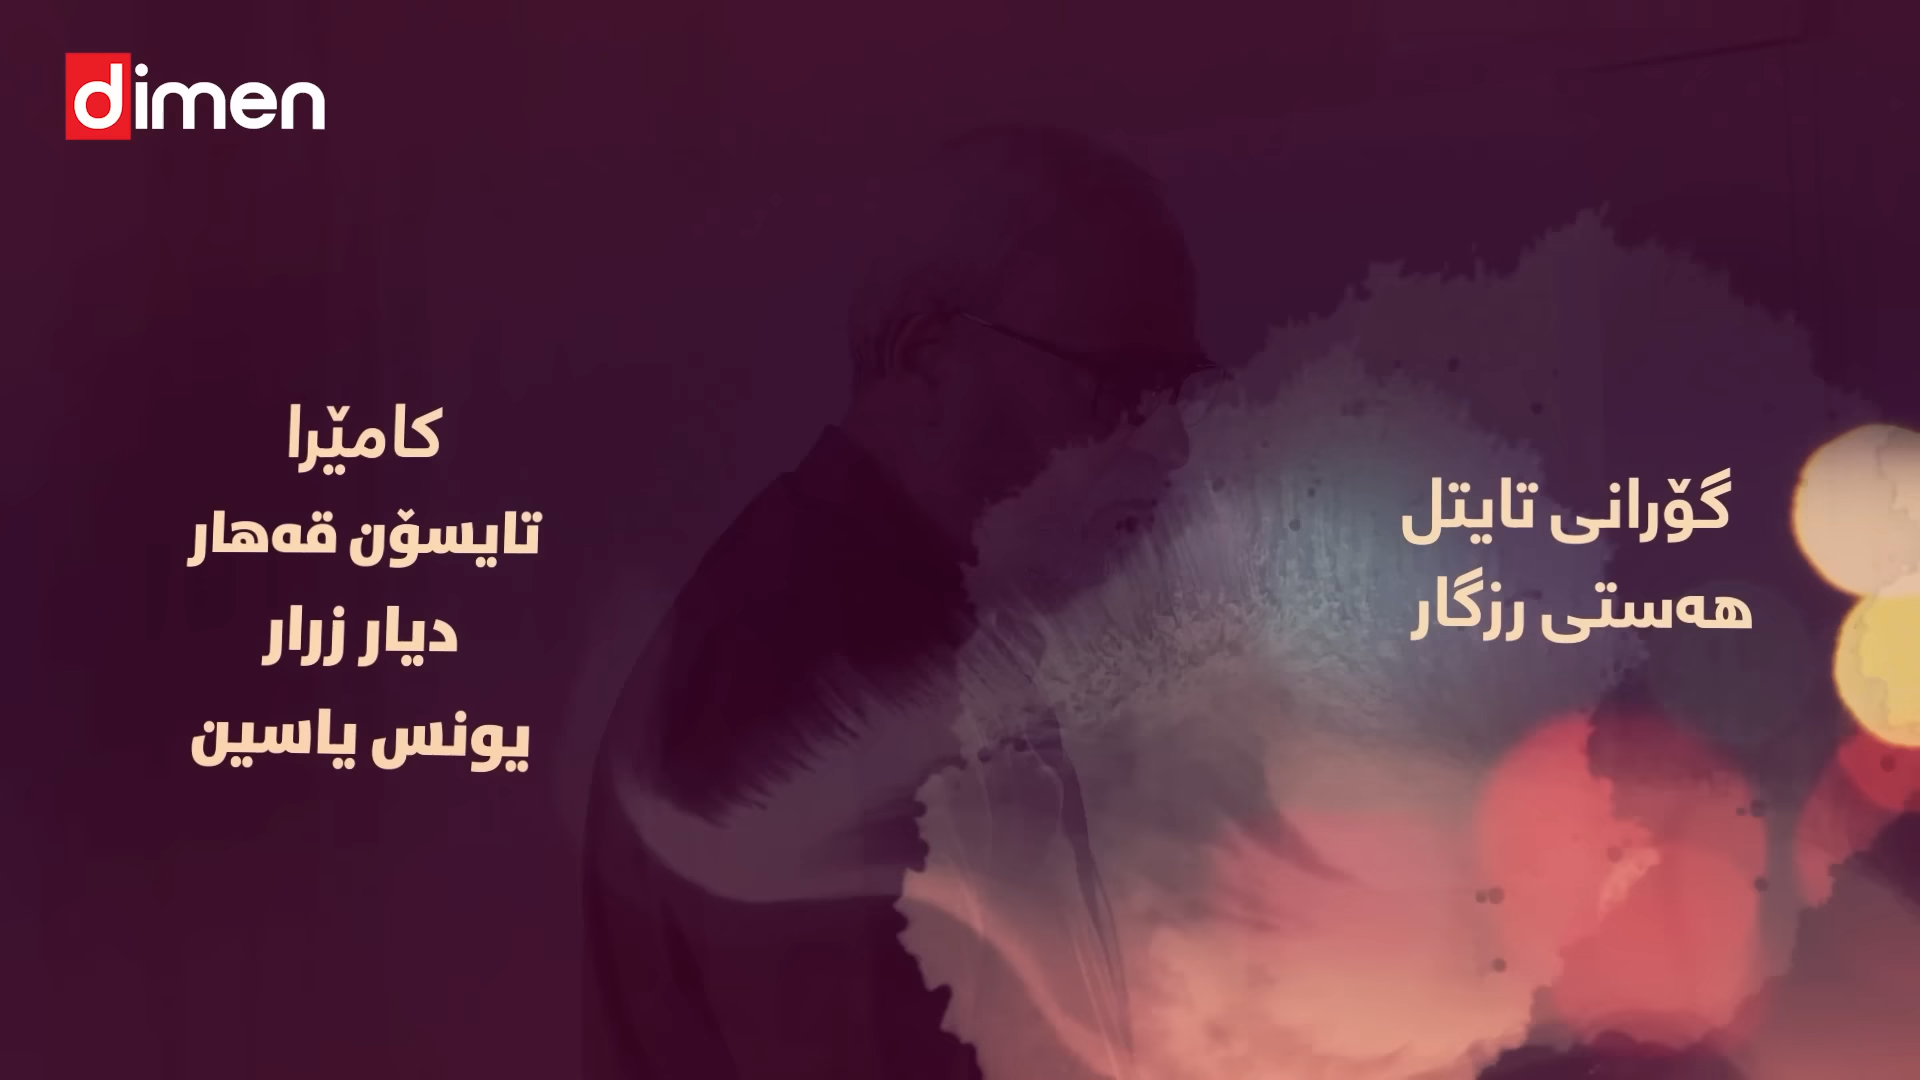 dimen
گۆرانی تایتل
هەستی رزگار
کامێرا
تایسۆن قەهار
دیار زرار
یونس یاسین